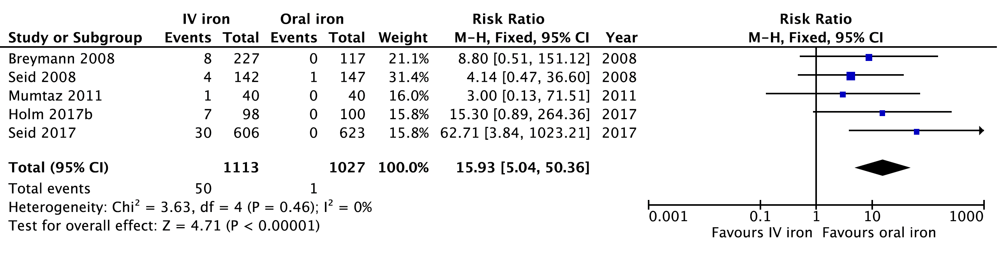 IV iron Oral iron Risk Ratio Risk Ratio
Study or Subgroup Events Total Events Total Weight M-H, Fixed, 95% CI Year M-H, Fixed, 95% CI
Breymann 2008 8 227 0 117 21.1% 8.80 [0.51, 151.12] 2008
Seid 2008 4 142 1 147 31.4% 4.14 [0.47, 36.60] 2008
Mumtaz 2011 1 40 0 40 16.0% 3.00 [0.13, 71.51] 2011
Holm 2017b 7 98 0 100 15.8% 15.30 [0.89, 264.36] 2017
Seid 2017 30 606 0 623 15.8% 62.71 [3.84, 1023.21] 2017
Total (95% CI) 1113 1027 100.0% 15.93 [5.04, 50.36]
Total events 50 1
Heterogeneity: Chi² = 3.63, df = 4 (P = 0.46); I² = 0%
Test for overall effect: Z = 4.71 (P < 0.00001)
0.001 0.1 1 10 1000
Favours IV iron Favours oral iron